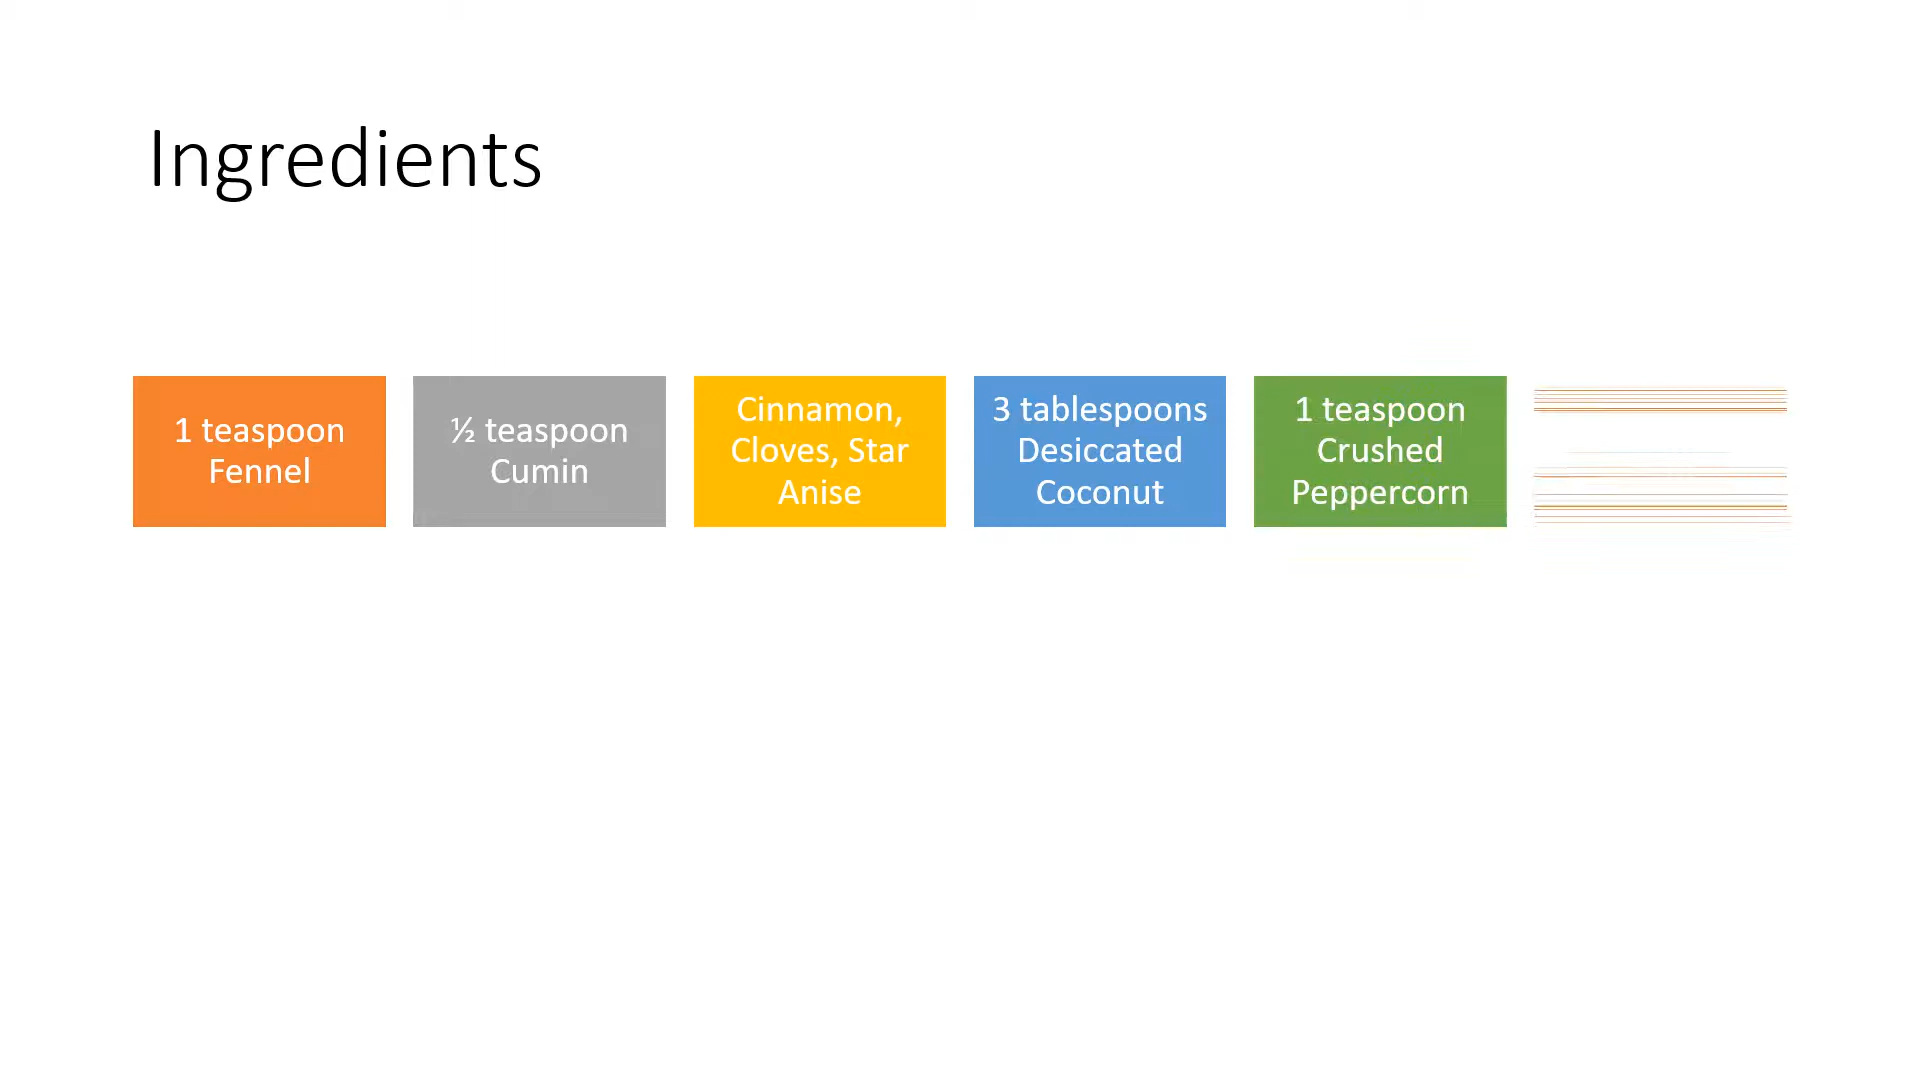 Ingredients
1 teaspoon
Fennel
½ teaspoon
Cumin
Cinnamon,
Cloves, Star
Anise
3 tablespoons
Desiccated
Coconut
1 teaspoon
Crushed
Peppercorn